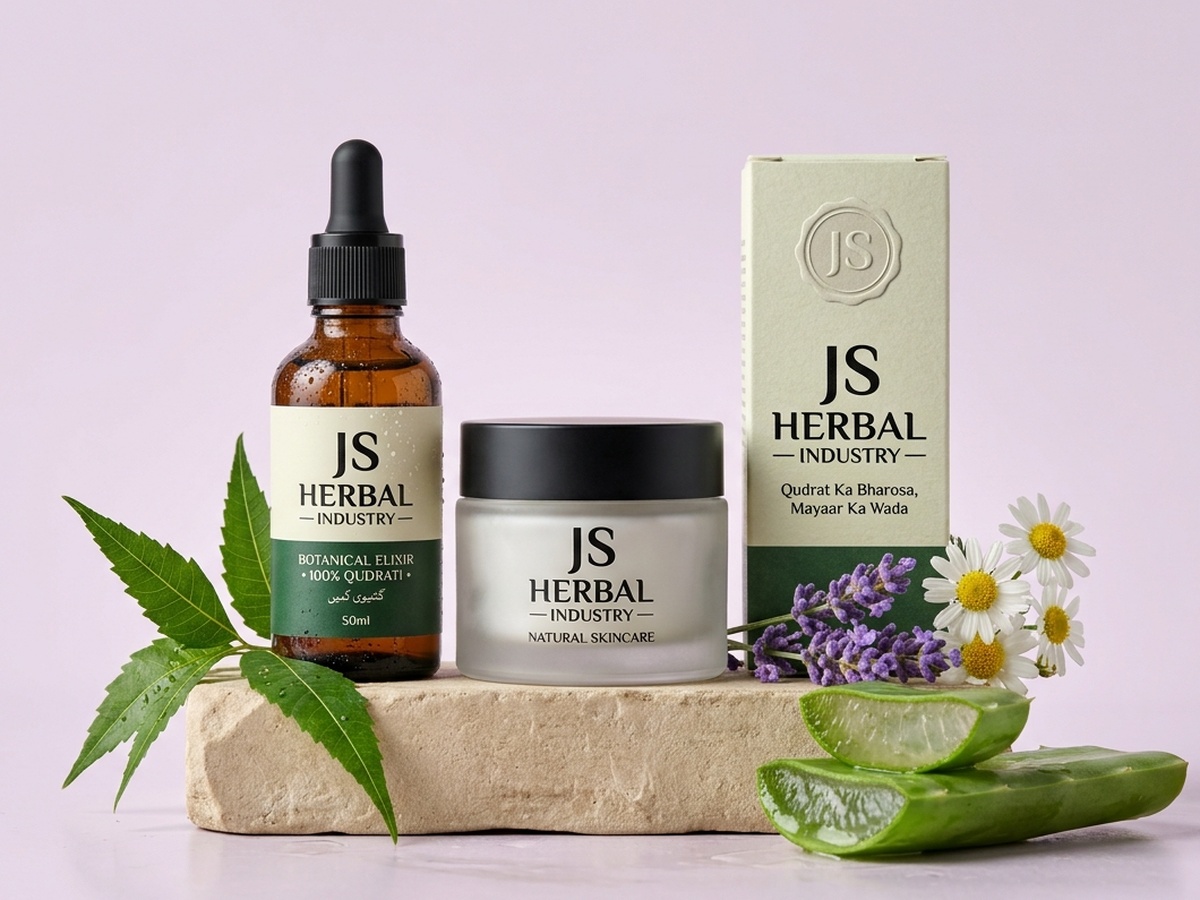 JS
HERBAL
INDUSTRY
BOTANICAL ELIXIR
• 100% QUDRATI •
50ml
JS
HERBAL
INDUSTRY
NATURAL SKINCARE
JS
JS
HERBAL
INDUSTRY
Qudrat Ka Bharosa,
Mayaar Ka Wada